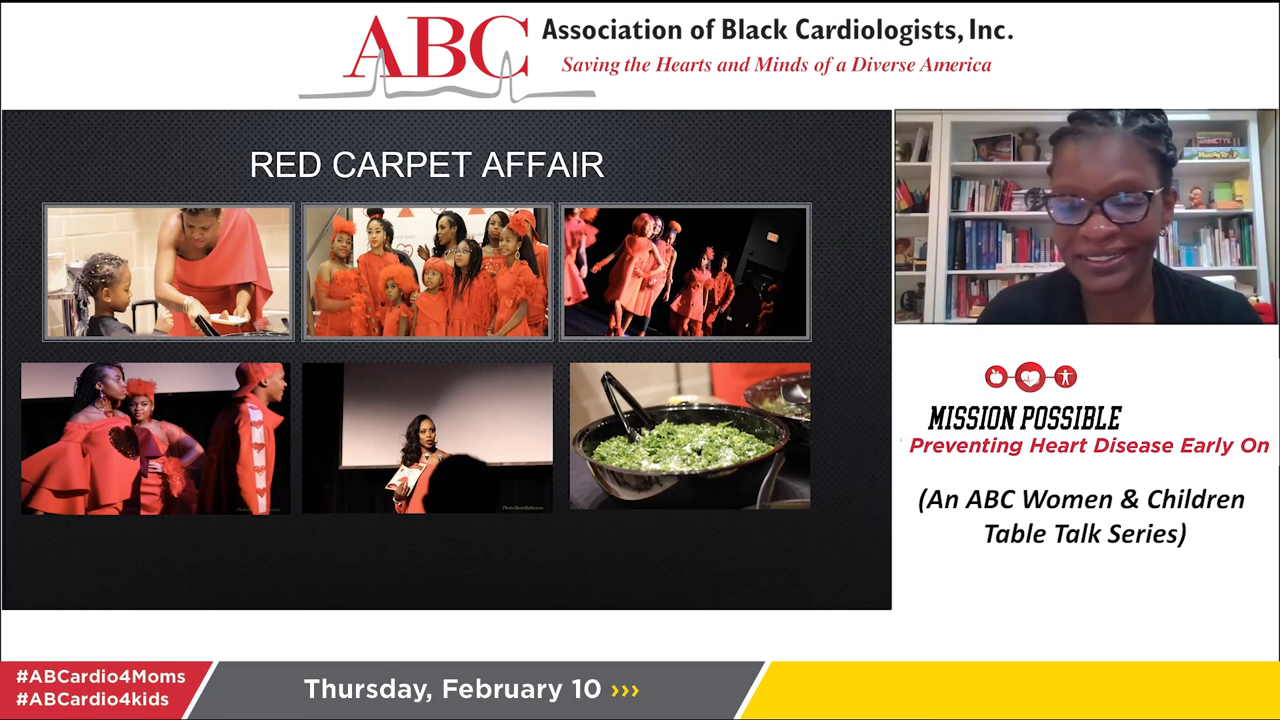 ABC
Association of Black Cardiologists, Inc.
Saving the Hearts and Minds of a Diverse America
RED CARPET AFFAIR
MISSION POSSIBLE
Preventing Heart Disease Early On
(An ABC Women & Children
Table Talk Series)
#ABCardio4Moms
#ABCardio4kids
Thursday, February 10 ›››